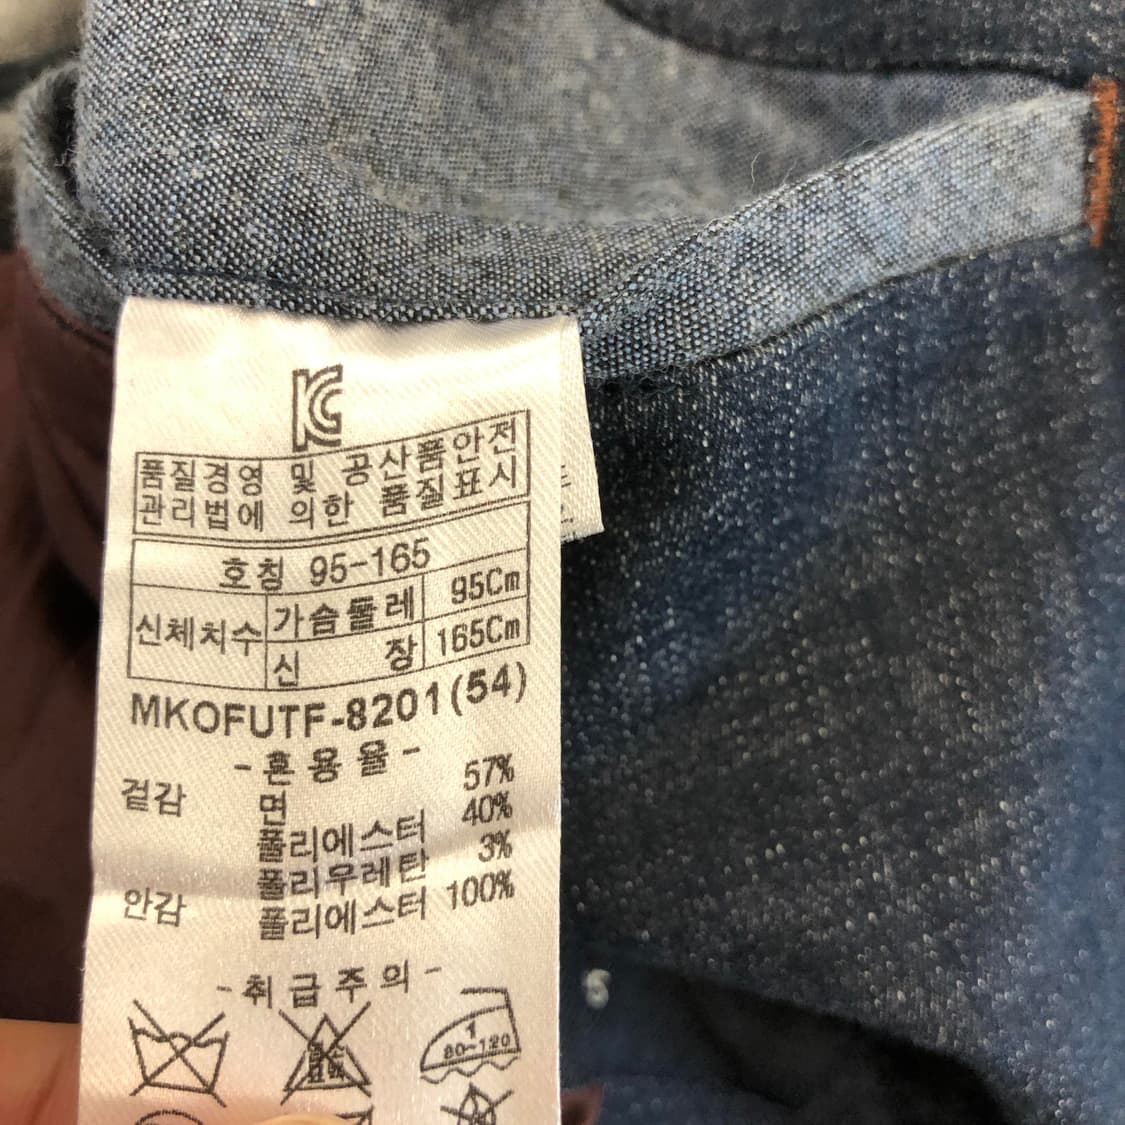 KC
품질경영 및 공산품안전
관리법에 의한 품질표시
호칭 95-165
신체치수 가슴둘레 95Cm
신 장 165Cm
MKOFUTF-8201(54)
-혼용율-
겉감 면 57%
폴리에스터 40%
폴리우레탄 3%
안감 폴리에스터 100%
-취급주의-
1
80~120